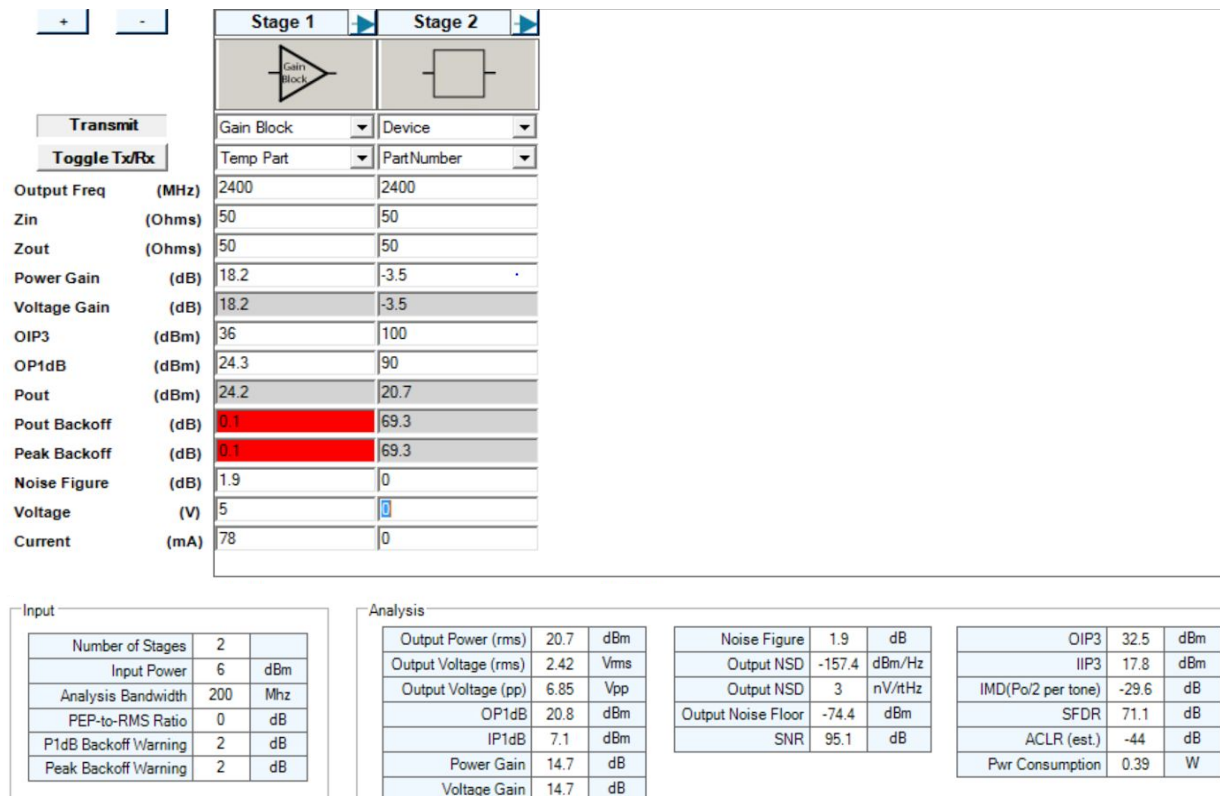 + - Stage 1 Stage 2
Gain
Block
Transmit Gain Block Device
Toggle Tx/Rx Temp Part PartNumber
Output Freq (MHz) 2400 2400
Zin (Ohms) 50 50
Zout (Ohms) 50 50
Power Gain (dB) 18.2 -3.5
Voltage Gain (dB) 18.2 -3.5
OIP3 (dBm) 36 100
OP1dB (dBm) 24.3 90
Pout (dBm) 24.2 20.7
Pout Backoff (dB) 0.1 69.3
Peak Backoff (dB) 0.1 69.3
Noise Figure (dB) 1.9 0
Voltage (V) 5 0
Current (mA) 78 0
Input
Number of Stages 2
Input Power 6 dBm
Analysis Bandwidth 200 Mhz
PEP-to-RMS Ratio 0 dB
P1dB Backoff Warning 2 dB
Peak Backoff Warning 2 dB
Analysis
Output Power (rms) 20.7 dBm
Output Voltage (rms) 2.42 Vrms
Output Voltage (pp) 6.85 Vpp
OP1dB 20.8 dBm
IP1dB 7.1 dBm
Power Gain 14.7 dB
Voltage Gain 14.7 dB
Noise Figure 1.9 dB
Output NSD -157.4 dBm/Hz
Output NSD 3 nV/rtHz
Output Noise Floor -74.4 dBm
SNR 95.1 dB
OIP3 32.5 dBm
IIP3 17.8 dBm
IMD(Po/2 per tone) -29.6 dB
SFDR 71.1 dB
ACLR (est.) -44 dB
Pwr Consumption 0.39 W